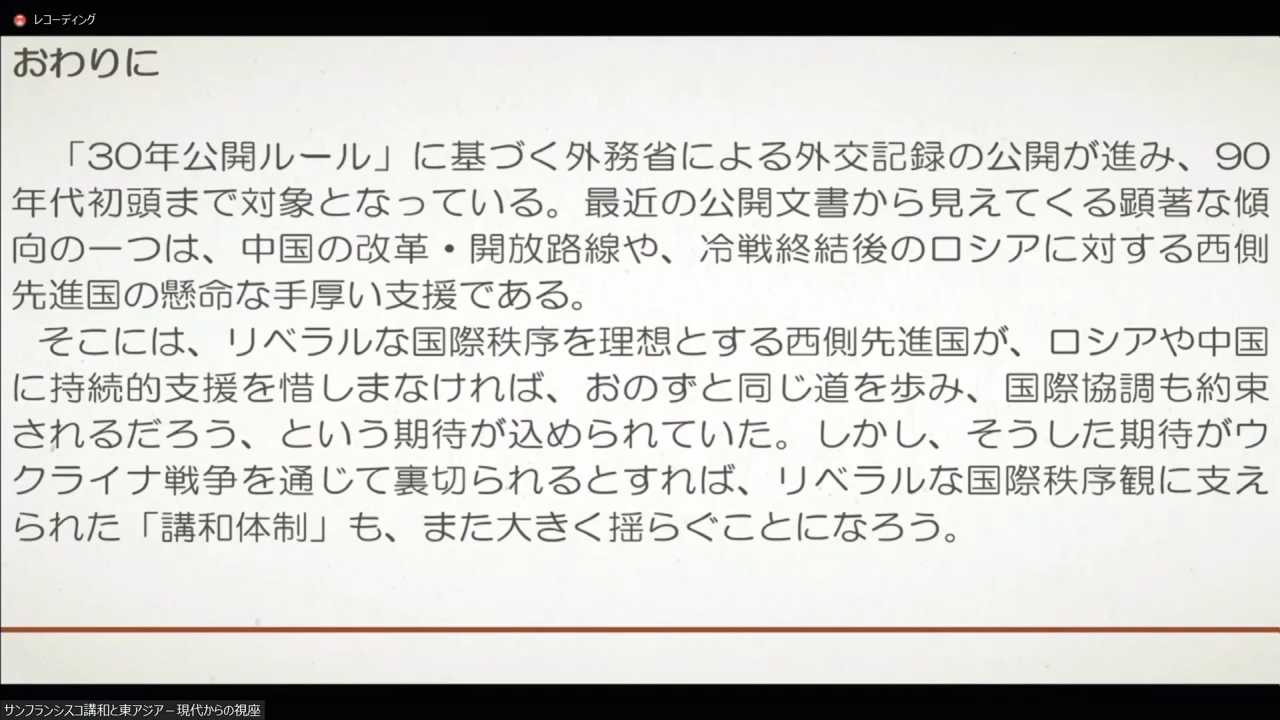 レコーディング
おわりに
「30年公開ルール」に基づく外務省による外交記録の公開が進み、90
年代初頭まで対象となっている。最近の公開文書から見えてくる顕著な傾
向の一つは、中国の改革・開放路線や、冷戦終結後のロシアに対する西側
先進国の懸命な手厚い支援である。
そこには、リベラルな国際秩序を理想とする西側先進国が、ロシアや中国
に持続的支援を惜しまなければ、おのずと同じ道を歩み、国際協調も約束
されるだろう、という期待が込められていた。しかし、そうした期待がウ
クライナ戦争を通じて裏切られるとすれば、リベラルな国際秩序観に支え
られた「講和体制」も、また大きく揺らぐことになろう。
サンフランシスコ講和と東アジアー現代からの視座